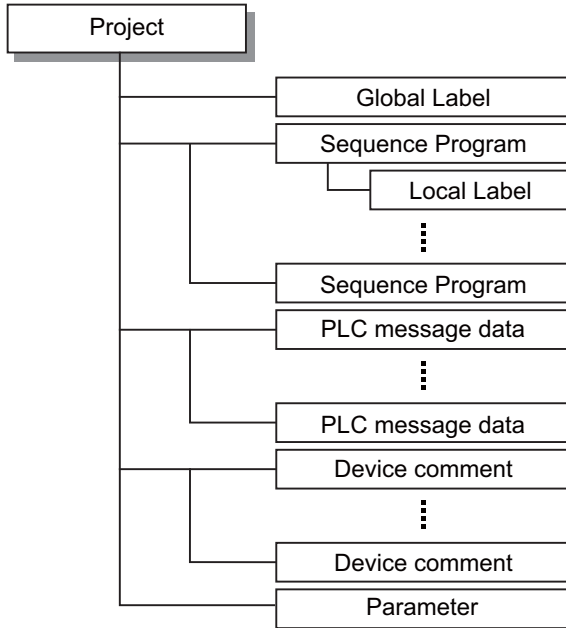 Project
Global Label
Sequence Program
Local Label
Sequence Program
PLC message data
PLC message data
Device comment
Device comment
Parameter